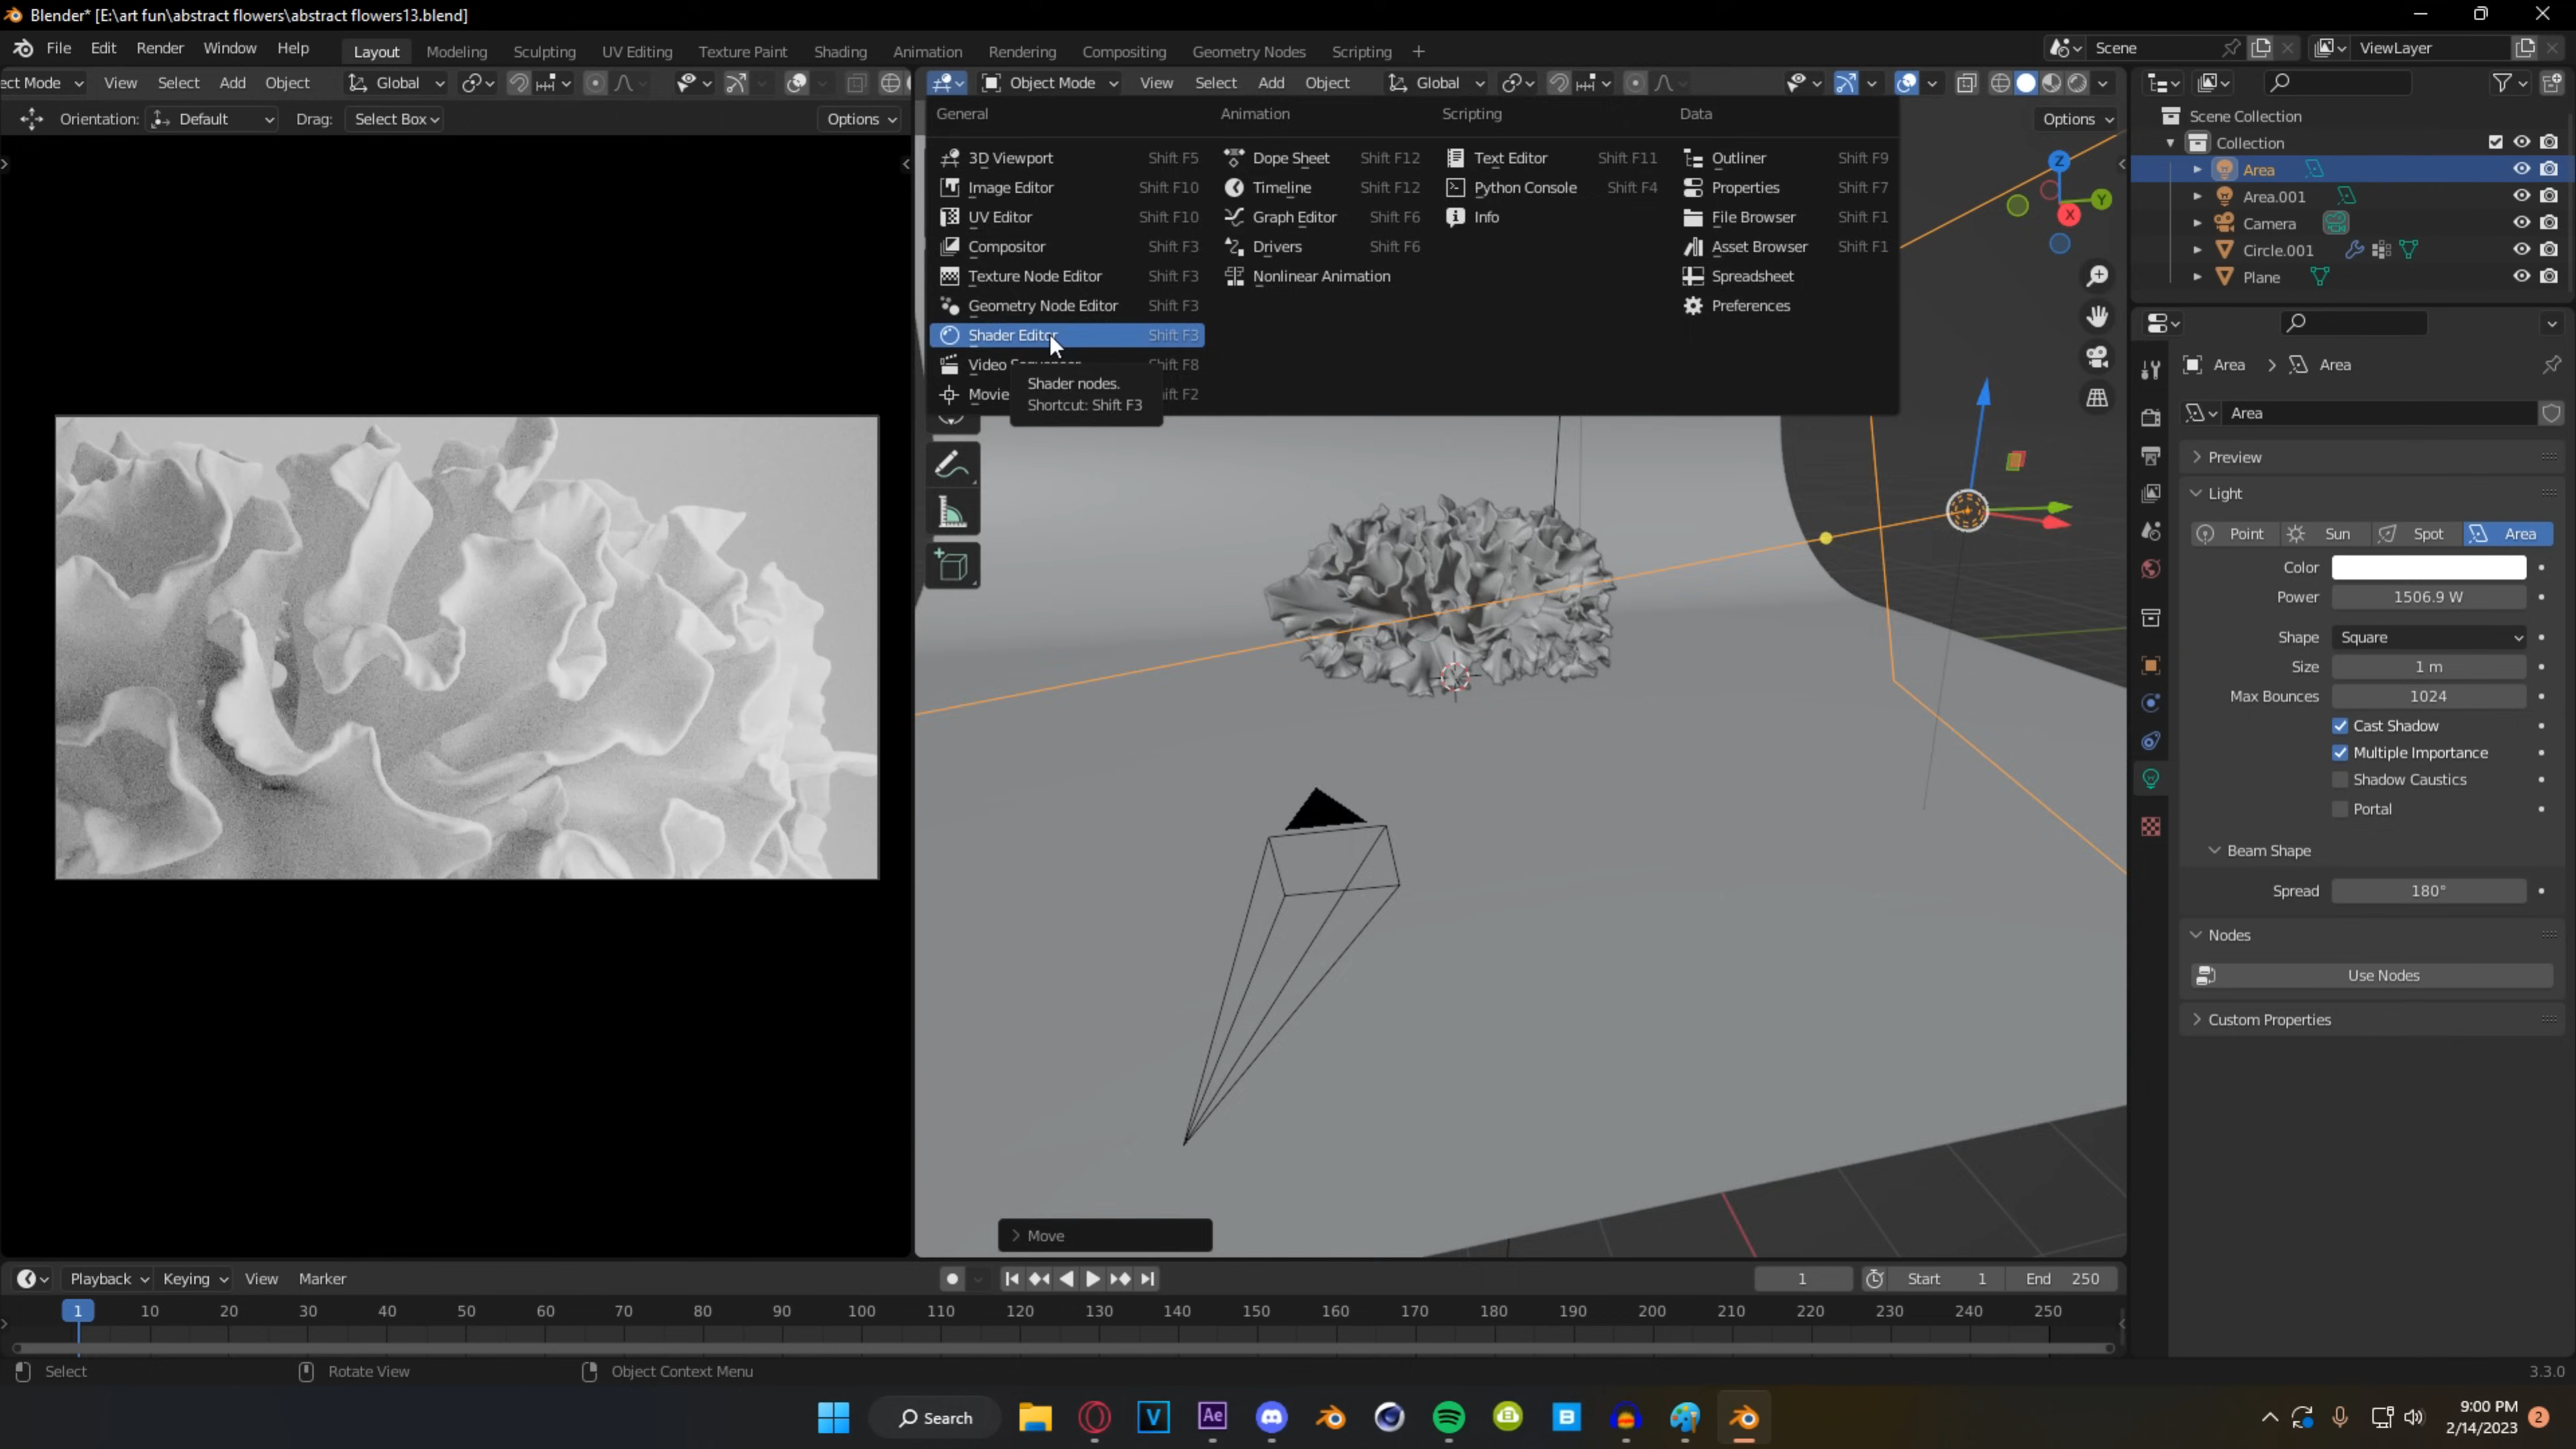 Blender* [E:\art fun\abstract flowers\abstract flowers13.blend]
File Edit Render Window Help Layout Modeling Sculpting UV Editing Texture Paint Shading Animation Rendering Compositing Geometry Nodes Scripting + Scene ViewLayer
ect Mode View Select Add Object Global Object Mode View Select Add Object Global
Orientation: Default Drag: Select Box Options
Options
General Animation Scripting Data
3D Viewport Shift F5 Dope Sheet Shift F12 Text Editor Shift F11 Outliner Shift F9
Image Editor Shift F10 Timeline Shift F12 Python Console Shift F4 Properties Shift F7
UV Editor Shift F10 Graph Editor Shift F6 Info File Browser Shift F1
Compositor Shift F3 Drivers Shift F6 Asset Browser Shift F1
Texture Node Editor Shift F3 Nonlinear Animation Spreadsheet
Geometry Node Editor Shift F3 Preferences
Shader Editor Shift F3
Video Shift F8
Movie ift F2
Shader nodes.
Shortcut: Shift F3
Z
Y
X
Scene Collection
Collection
Area
Area.001
Camera
Circle.001
Plane
Area > Area
Area
Preview
Light
Point Sun Spot Area
Color
Power 1506.9 W
Shape Square
Size 1 m
Max Bounces 1024
Cast Shadow
Multiple Importance
Shadow Caustics
Portal
Beam Shape
Spread 180°
Nodes
Use Nodes
Custom Properties
Move
Playback Keying View Marker 1 Start 1 End 250
1 10 20 30 40 50 60 70 80 90 100 110 120 130 140 150 160 170 180 190 200 210 220 230 240 250
Select Rotate View Object Context Menu 3.3.0
Search V Ae B 9:00 PM
2/14/2023 2